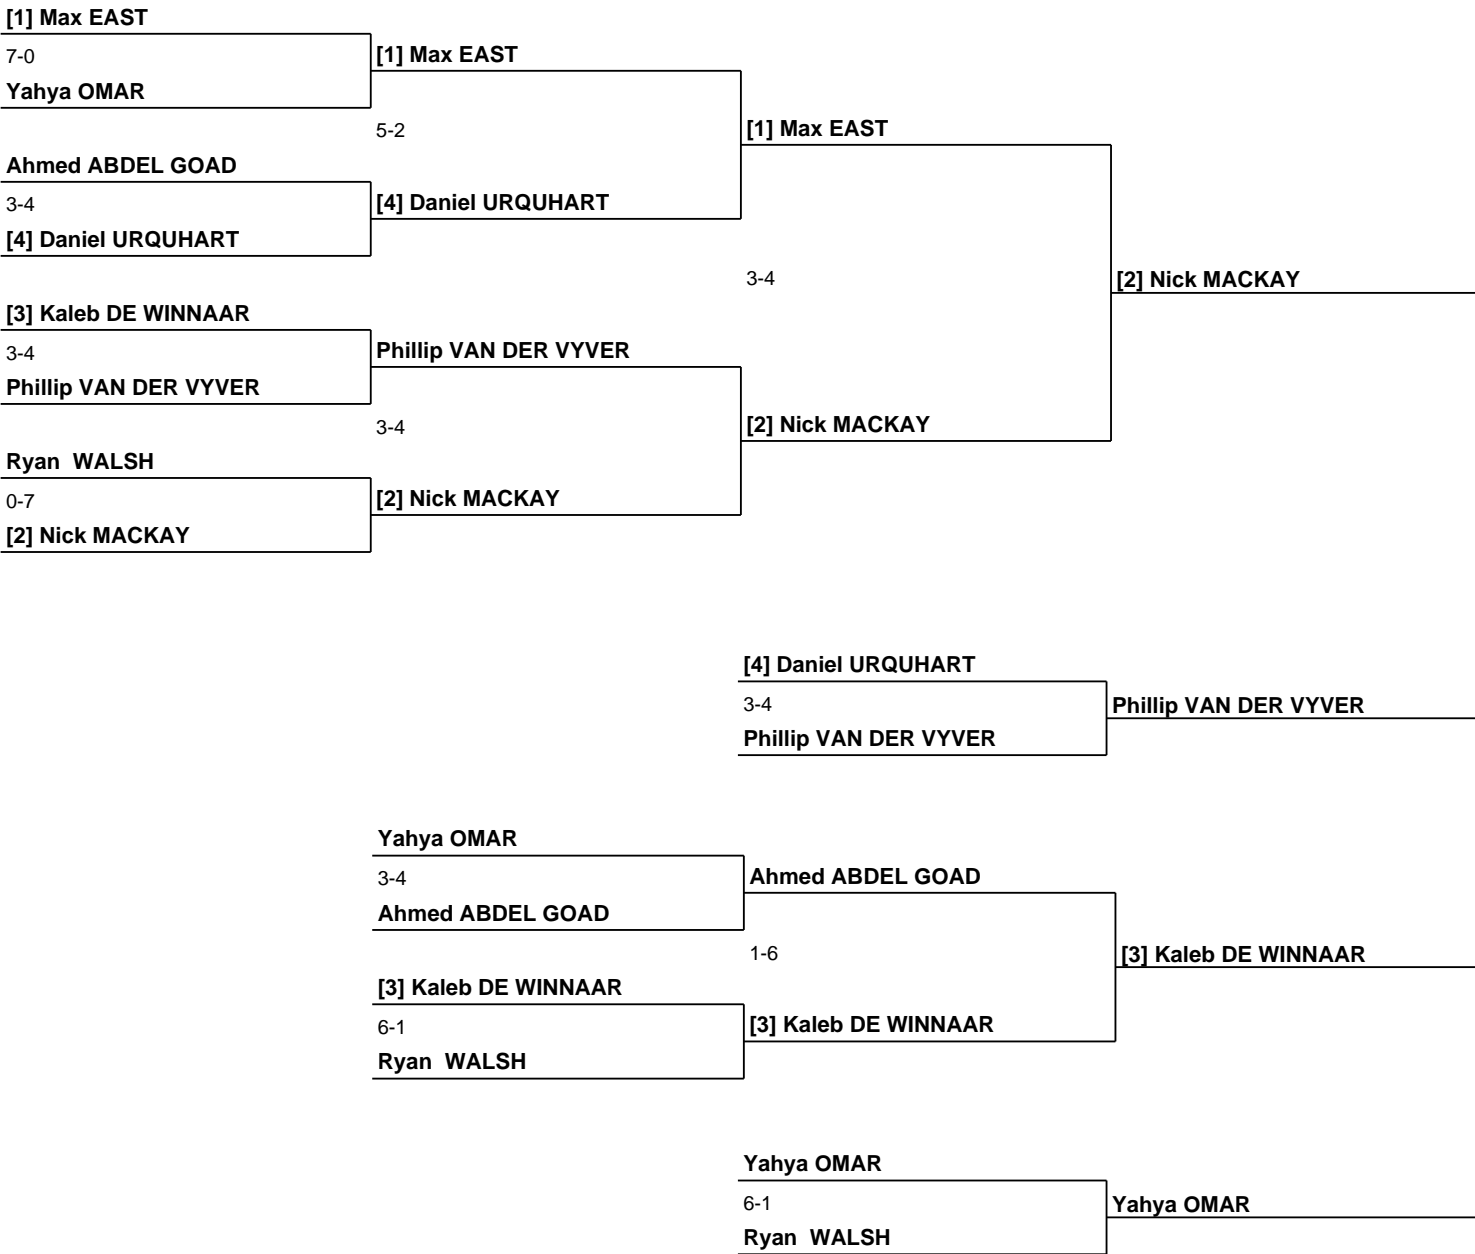 [1] Max EAST
7-0
[1] Max EAST
Yahya OMAR
5-2
[1] Max EAST
Ahmed ABDEL GOAD
3-4
[4] Daniel URQUHART
[4] Daniel URQUHART
3-4
[2] Nick MACKAY
[3] Kaleb DE WINNAAR
3-4
Phillip VAN DER VYVER
Phillip VAN DER VYVER
3-4
[2] Nick MACKAY
Ryan  WALSH
0-7
[2] Nick MACKAY
[2] Nick MACKAY
[4] Daniel URQUHART
3-4
Phillip VAN DER VYVER
Phillip VAN DER VYVER
Yahya OMAR
3-4
Ahmed ABDEL GOAD
Ahmed ABDEL GOAD
1-6
[3] Kaleb DE WINNAAR
[3] Kaleb DE WINNAAR
6-1
[3] Kaleb DE WINNAAR
Ryan  WALSH
Yahya OMAR
6-1
Yahya OMAR
Ryan  WALSH